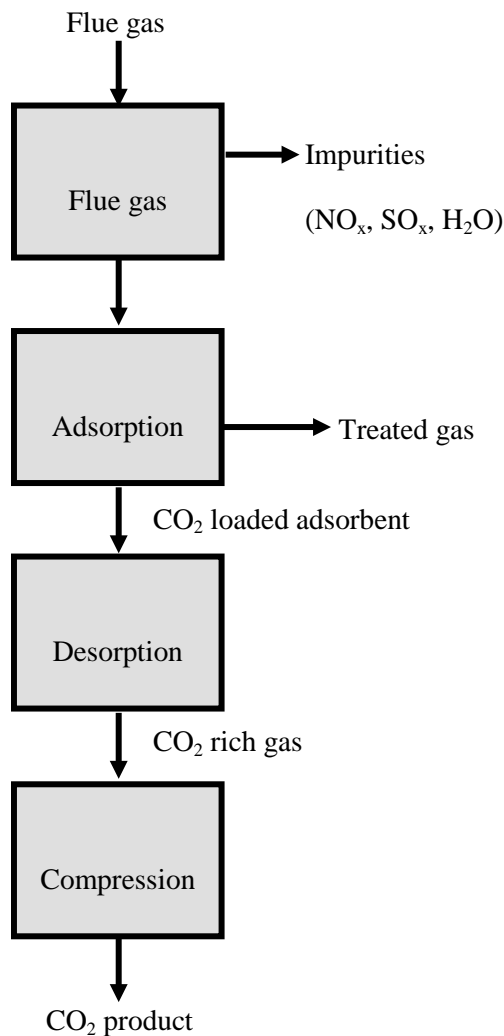 Flue gas
Flue gas
Impurities
(NOₓ, SOₓ, H₂O)
Adsorption
Treated gas
CO₂ loaded adsorbent
Desorption
CO₂ rich gas
Compression
CO₂ product